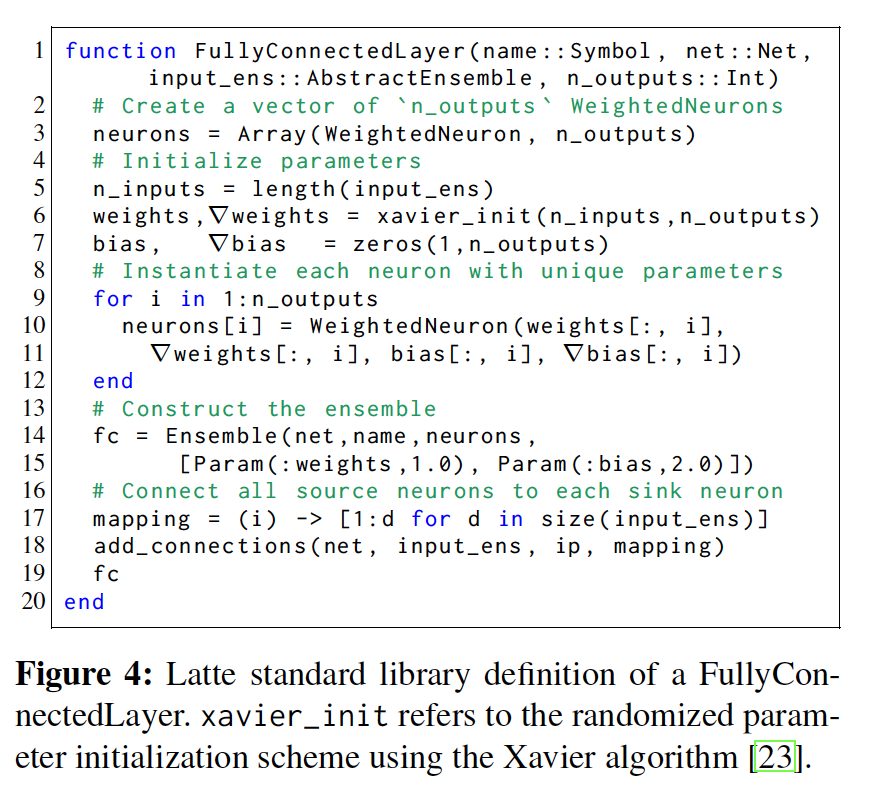 1 function FullyConnectedLayer(name::Symbol, net::Net,
input_ens::AbstractEnsemble, n_outputs::Int)
2 # Create a vector of `n_outputs` WeightedNeurons
3 neurons = Array(WeightedNeuron, n_outputs)
4 # Initialize parameters
5 n_inputs = length(input_ens)
6 weights,∇weights = xavier_init(n_inputs,n_outputs)
7 bias, ∇bias = zeros(1,n_outputs)
8 # Instantiate each neuron with unique parameters
9 for i in 1:n_outputs
10 neurons[i] = WeightedNeuron(weights[:, i],
11 ∇weights[:, i], bias[:, i], ∇bias[:, i])
12 end
13 # Construct the ensemble
14 fc = Ensemble(net,name,neurons,
15 [Param(:weights,1.0), Param(:bias,2.0)])
16 # Connect all source neurons to each sink neuron
17 mapping = (i) -> [1:d for d in size(input_ens)]
18 add_connections(net, input_ens, ip, mapping)
19 fc
20 end
Figure 4: Latte standard library definition of a FullyCon-
nectedLayer. xavier_init refers to the randomized param-
eter initialization scheme using the Xavier algorithm [23].